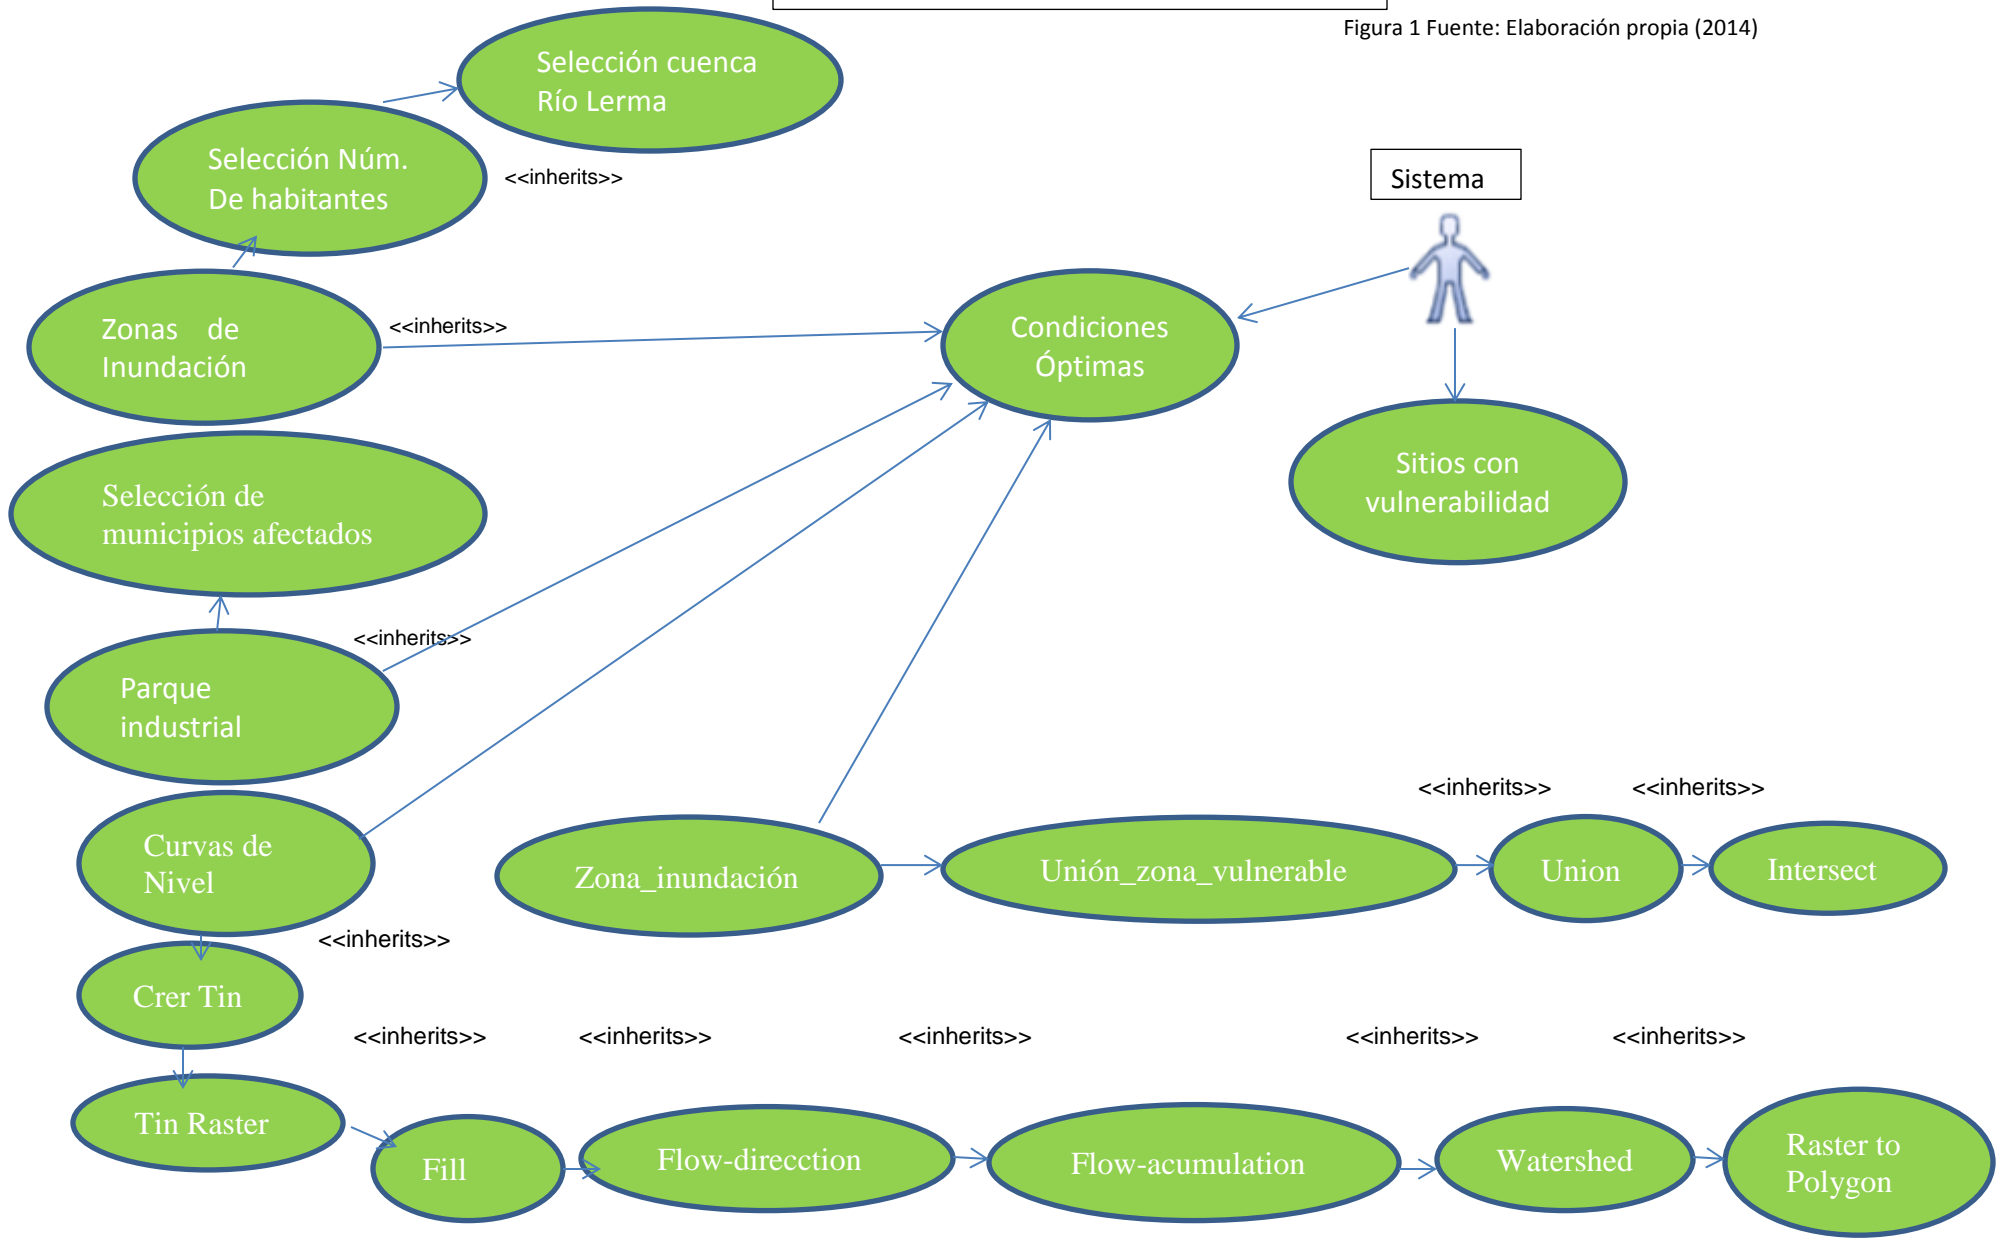 Figura 1 Fuente: Elaboración propia (2014)
Selección cuenca
Río Lerma
Selección Núm.
De habitantes
<<inherits>>
Sistema
Zonas de
Inundación
<<inherits>>
Condiciones
Óptimas
Selección de
municipios afectados
Sitios con
vulnerabilidad
<<inherits>>
Parque
industrial
<<inherits>>
<<inherits>>
Curvas de
Nivel
Zona_inundación
Unión_zona_vulnerable
Union
Intersect
<<inherits>>
Crer Tin
<<inherits>>
<<inherits>>
<<inherits>>
<<inherits>>
<<inherits>>
Tin Raster
Fill
Flow-direcction
Flow-acumulation
Watershed
Raster to
Polygon